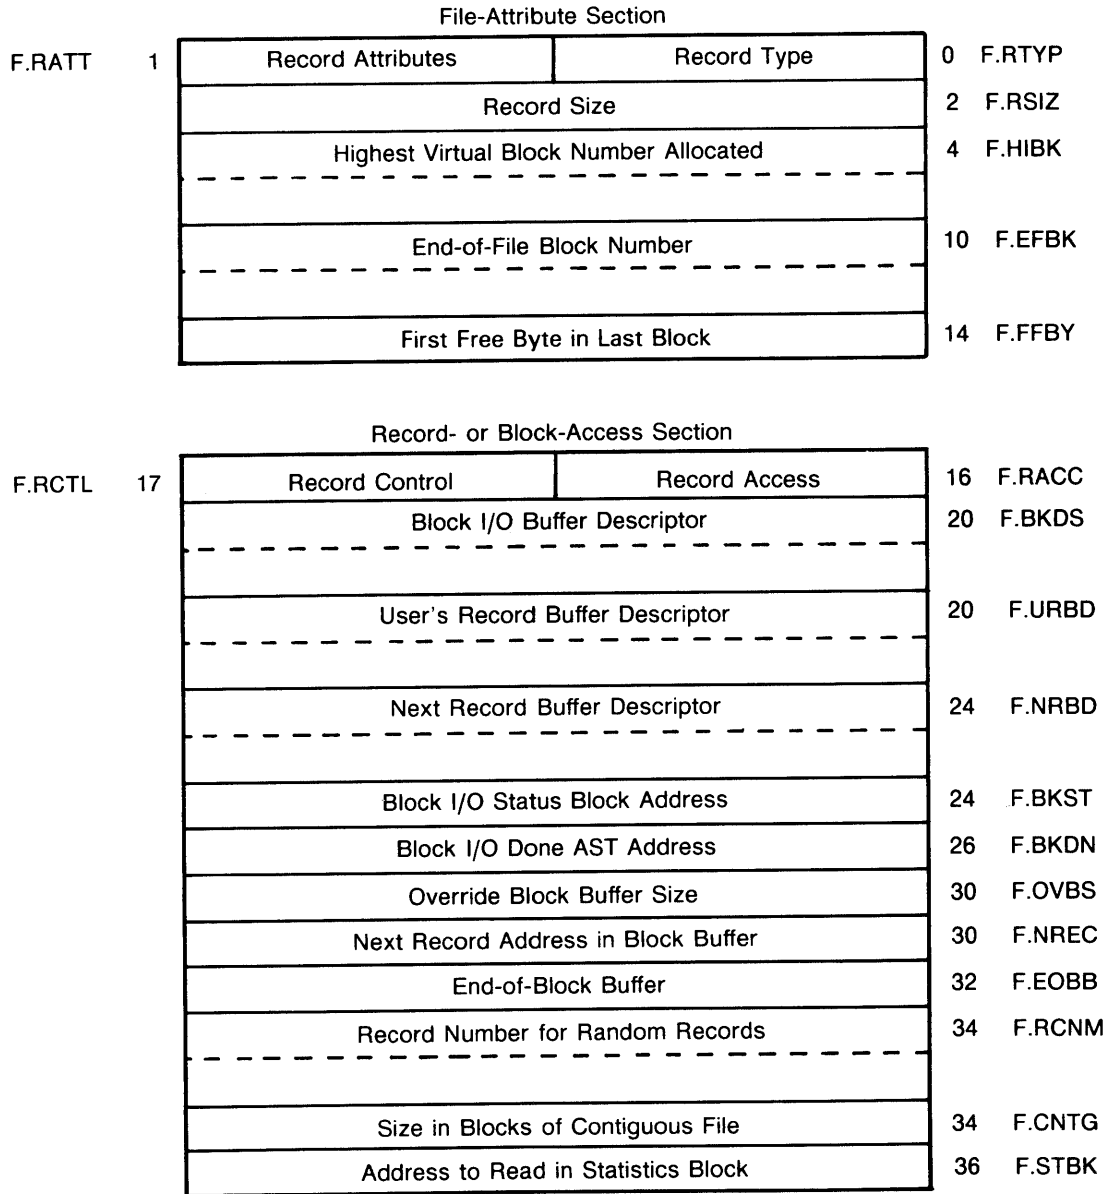 File-Attribute Section
F.RATT 1 Record Attributes Record Type 0 F.RTYP
Record Size 2 F.RSIZ
Highest Virtual Block Number Allocated 4 F.HIBK
End-of-File Block Number 10 F.EFBK
First Free Byte in Last Block 14 F.FFBY
Record- or Block-Access Section
F.RCTL 17 Record Control Record Access 16 F.RACC
Block I/O Buffer Descriptor 20 F.BKDS
User's Record Buffer Descriptor 20 F.URBD
Next Record Buffer Descriptor 24 F.NRBD
Block I/O Status Block Address 24 F.BKST
Block I/O Done AST Address 26 F.BKDN
Override Block Buffer Size 30 F.OVBS
Next Record Address in Block Buffer 30 F.NREC
End-of-Block Buffer 32 F.EOBB
Record Number for Random Records 34 F.RCNM
Size in Blocks of Contiguous File 34 F.CNTG
Address to Read in Statistics Block 36 F.STBK